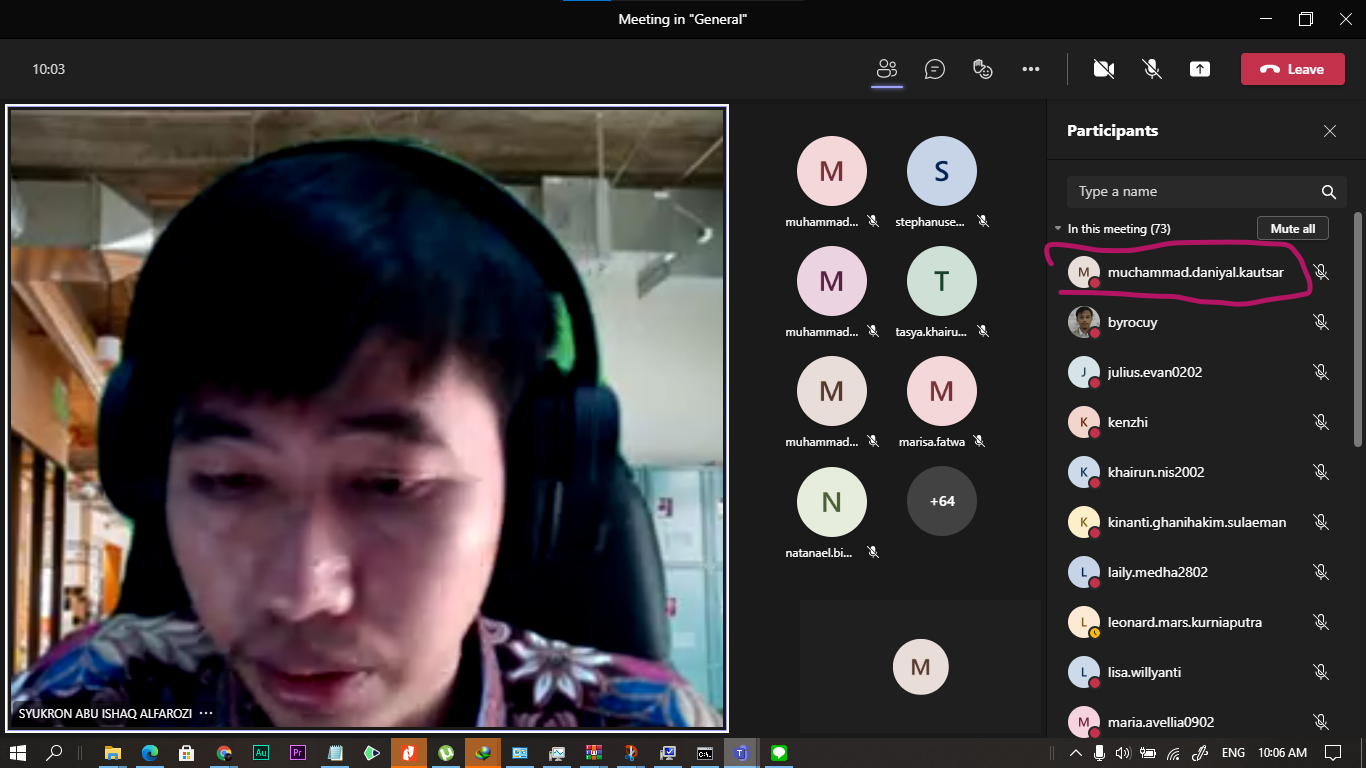 Meeting in "General"
10:03
Leave
SYUKRON ABU ISHAQ ALFAROZI ···
M
muhammad...
S
stephanuse...
M
muhammad...
T
tasya.khairu...
M
muhammad...
M
marisa.fatwa
N
natanael.bi...
+64
M
Participants
Type a name
In this meeting (73)
Mute all
M muchammad.daniyal.kautsar
byrocuy
J julius.evan0202
K kenzhi
K khairun.nis2002
K kinanti.ghanihakim.sulaeman
L laily.medha2802
L leonard.mars.kurniaputra
L lisa.willyanti
M maria.avellia0902
Au
Pr
ENG
10:06 AM